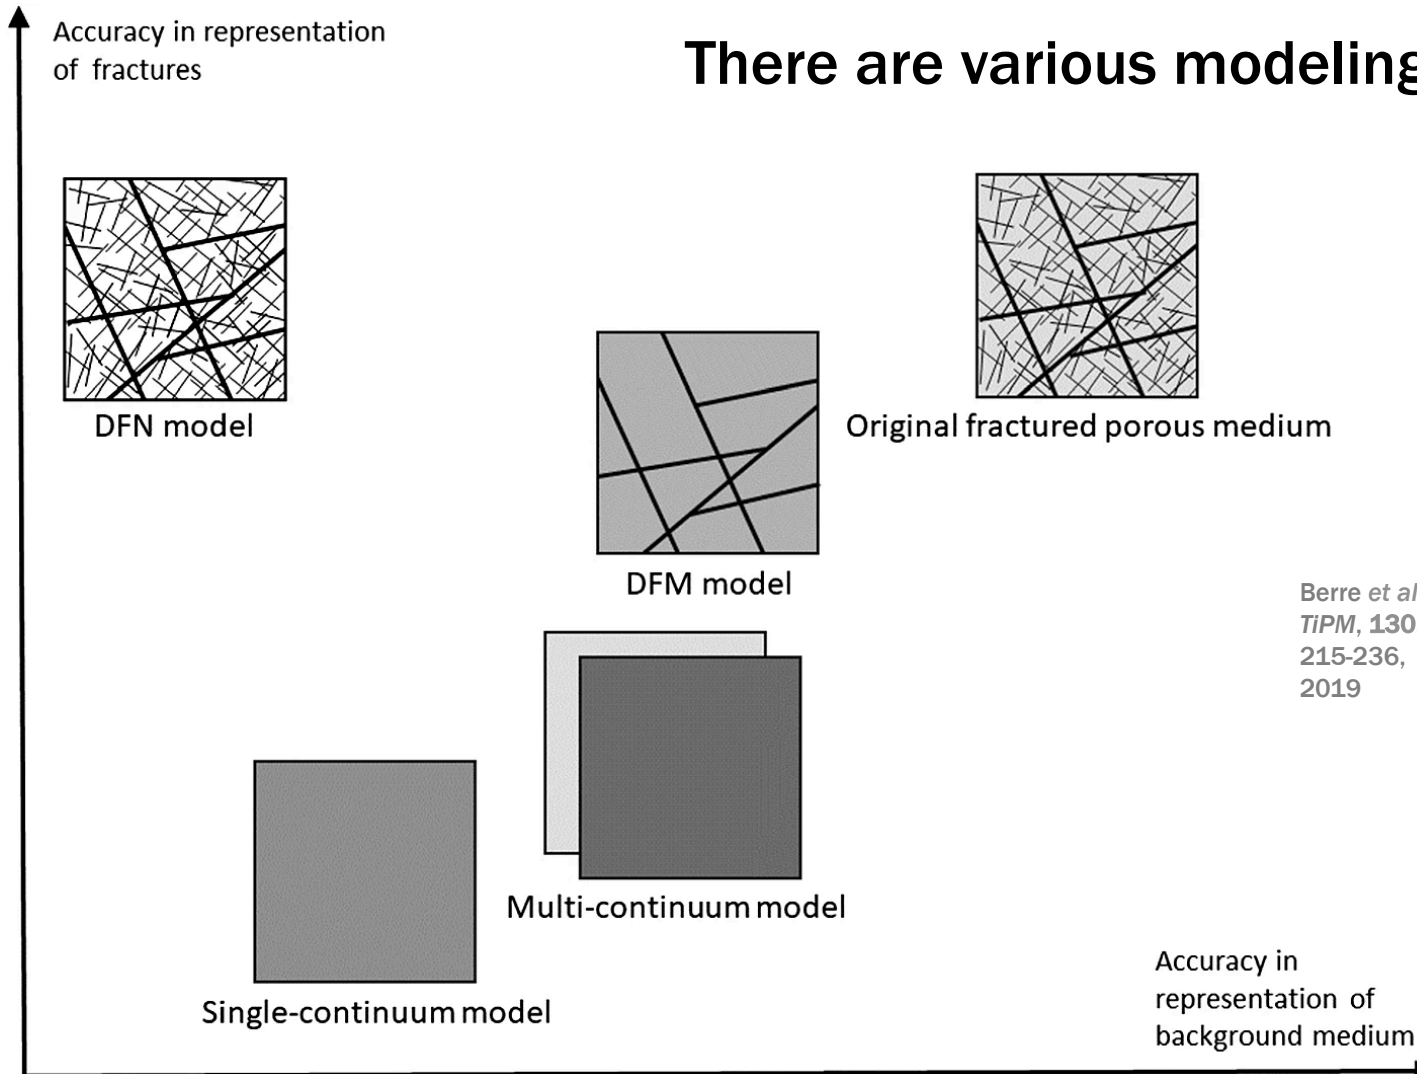 Accuracy in representation
of fractures
There are various modeling
DFN model
Original fractured porous medium
DFM model
Berre et al
TiPM, 130
215-236,
2019
Multi-continuum model
Single-continuum model
Accuracy in
representation of
background medium